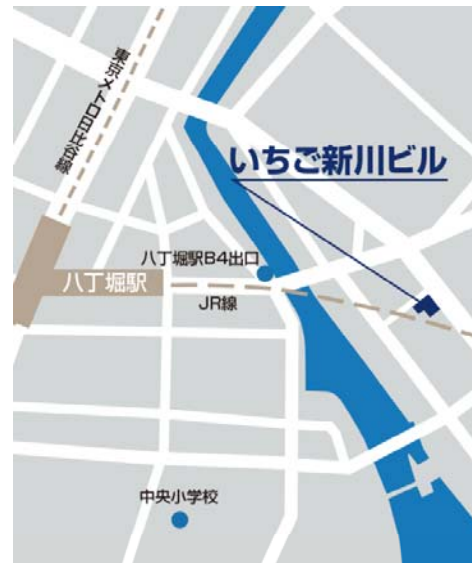 東京メトロ日比谷線
いちご新川ビル
八丁堀駅B4出口
八丁堀駅
JR線
中央小学校